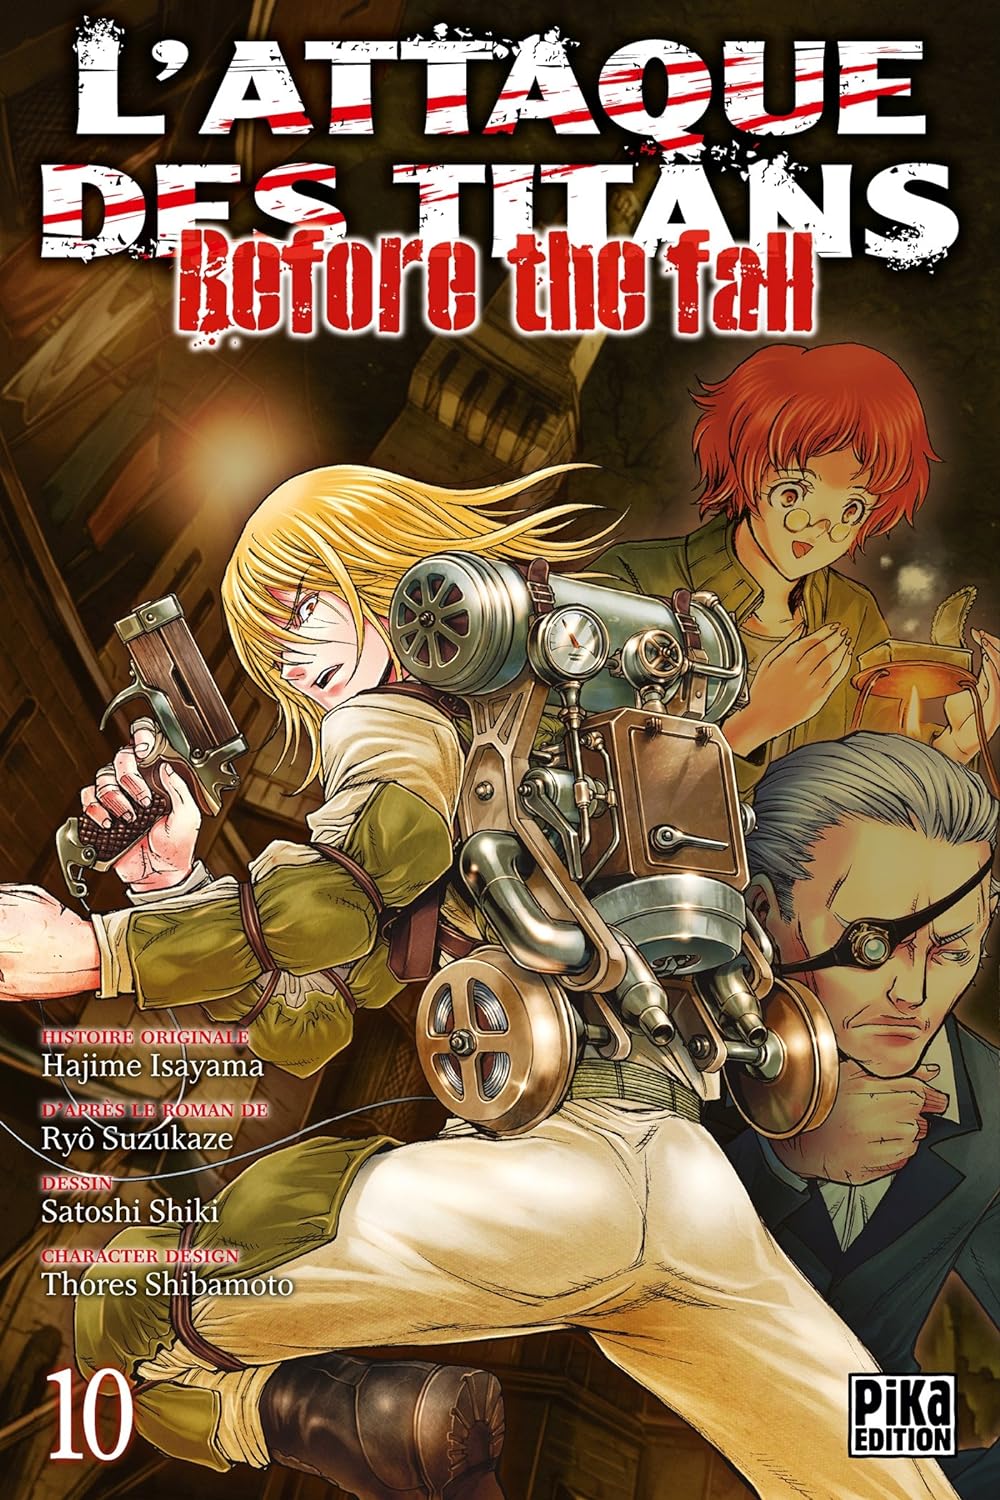 L'ATTAQUE
DES TITANS
Before the fall
HISTOIRE ORIGINALE
Hajime Isayama
D'APRÈS LE ROMAN DE
Ryô Suzukaze
DESSIN
Satoshi Shiki
CHARACTER DESIGN
Thores Shibamoto
10
PiKa
EDITION